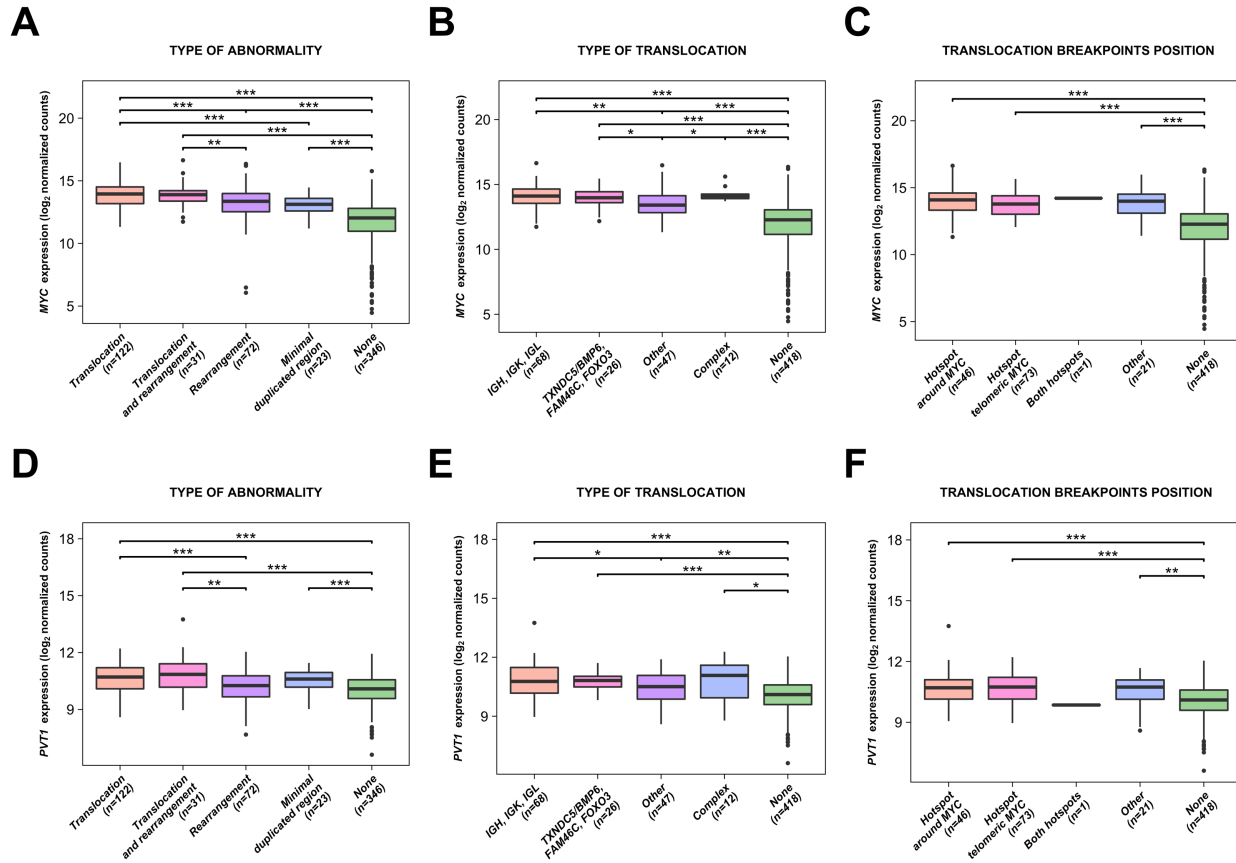 A
TYPE OF ABNORMALITY
MYC expression (log2 normalized counts)
20
15
10
5
***
***
***
***
***
**
***
Translocation
(n=122)
Translocation
and rearrangement
(n=31)
Rearrangement
(n=72)
Minimal
duplicated region
(n=23)
None
(n=346)
B
TYPE OF TRANSLOCATION
MYC expression (log2 normalized counts)
20
15
10
5
***
**
***
***
*
*
***
IGH, IGK, IGL
(n=68)
TXNDC5/BMP6,
FAM46C, FOXO3
(n=26)
Other
(n=47)
Complex
(n=12)
None
(n=418)
C
TRANSLOCATION BREAKPOINTS POSITION
MYC expression (log2 normalized counts)
20
15
10
5
***
***
***
Hotspot
around MYC
(n=46)
Hotspot
telomeric MYC
(n=73)
Both hotspots
(n=1)
Other
(n=21)
None
(n=418)
D
TYPE OF ABNORMALITY
PVT1 expression (log2 normalized counts)
18
15
12
9
***
***
***
**
***
Translocation
(n=122)
Translocation
and rearrangement
(n=31)
Rearrangement
(n=72)
Minimal
duplicated region
(n=23)
None
(n=346)
E
TYPE OF TRANSLOCATION
PVT1 expression (log2 normalized counts)
18
15
12
9
***
*
**
***
*
IGH, IGK, IGL
(n=68)
TXNDC5/BMP6,
FAM46C, FOXO3
(n=26)
Other
(n=47)
Complex
(n=12)
None
(n=418)
F
TRANSLOCATION BREAKPOINTS POSITION
PVT1 expression (log2 normalized counts)
18
15
12
9
***
***
**
Hotspot
around MYC
(n=46)
Hotspot
telomeric MYC
(n=73)
Both hotspots
(n=1)
Other
(n=21)
None
(n=418)